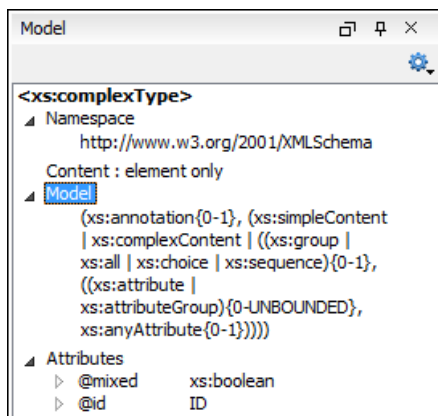 Model
<xs:complexType>
Namespace
http://www.w3.org/2001/XMLSchema
Content : element only
Model
(xs:annotation{0-1}, (xs:simpleContent
| xs:complexContent | ((xs:group |
xs:all | xs:choice | xs:sequence){0-1},
((xs:attribute |
xs:attributeGroup){0-UNBOUNDED},
xs:anyAttribute{0-1}))))
Attributes
@mixed xs:boolean
@id ID